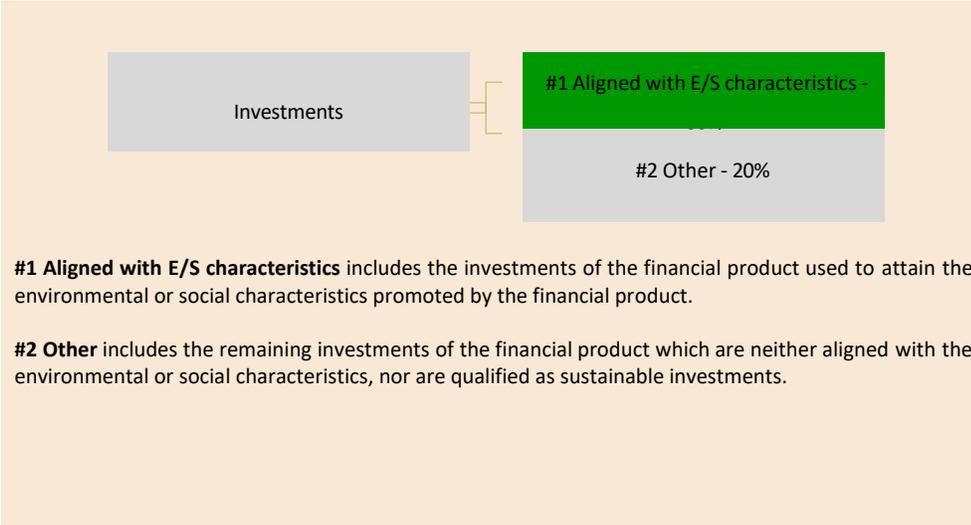 Investments
#1 Aligned with E/S characteristics -
#2 Other - 20%
#1 Aligned with E/S characteristics includes the investments of the financial product used to attain the
environmental or social characteristics promoted by the financial product.
#2 Other includes the remaining investments of the financial product which are neither aligned with the
environmental or social characteristics, nor are qualified as sustainable investments.